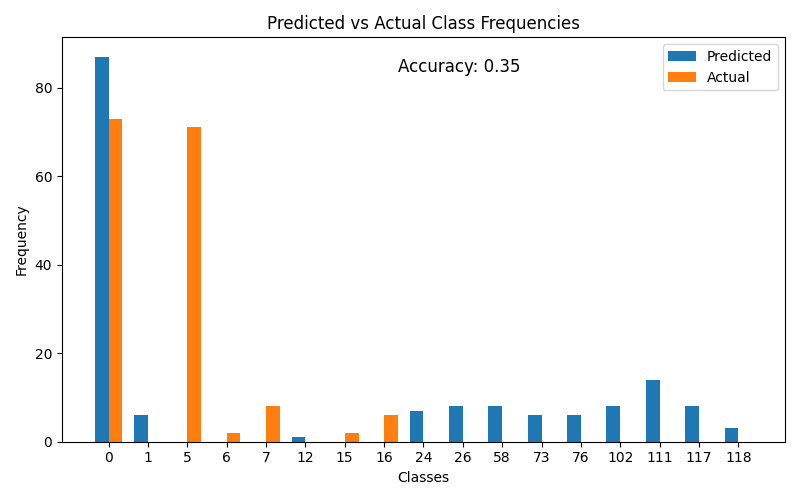 Predicted vs Actual Class Frequencies
Accuracy: 0.35
Predicted
Actual
Frequency
80
60
40
20
0
0 1 5 6 7 12 15 16 24 26 58 73 76 102 111 117 118
Classes